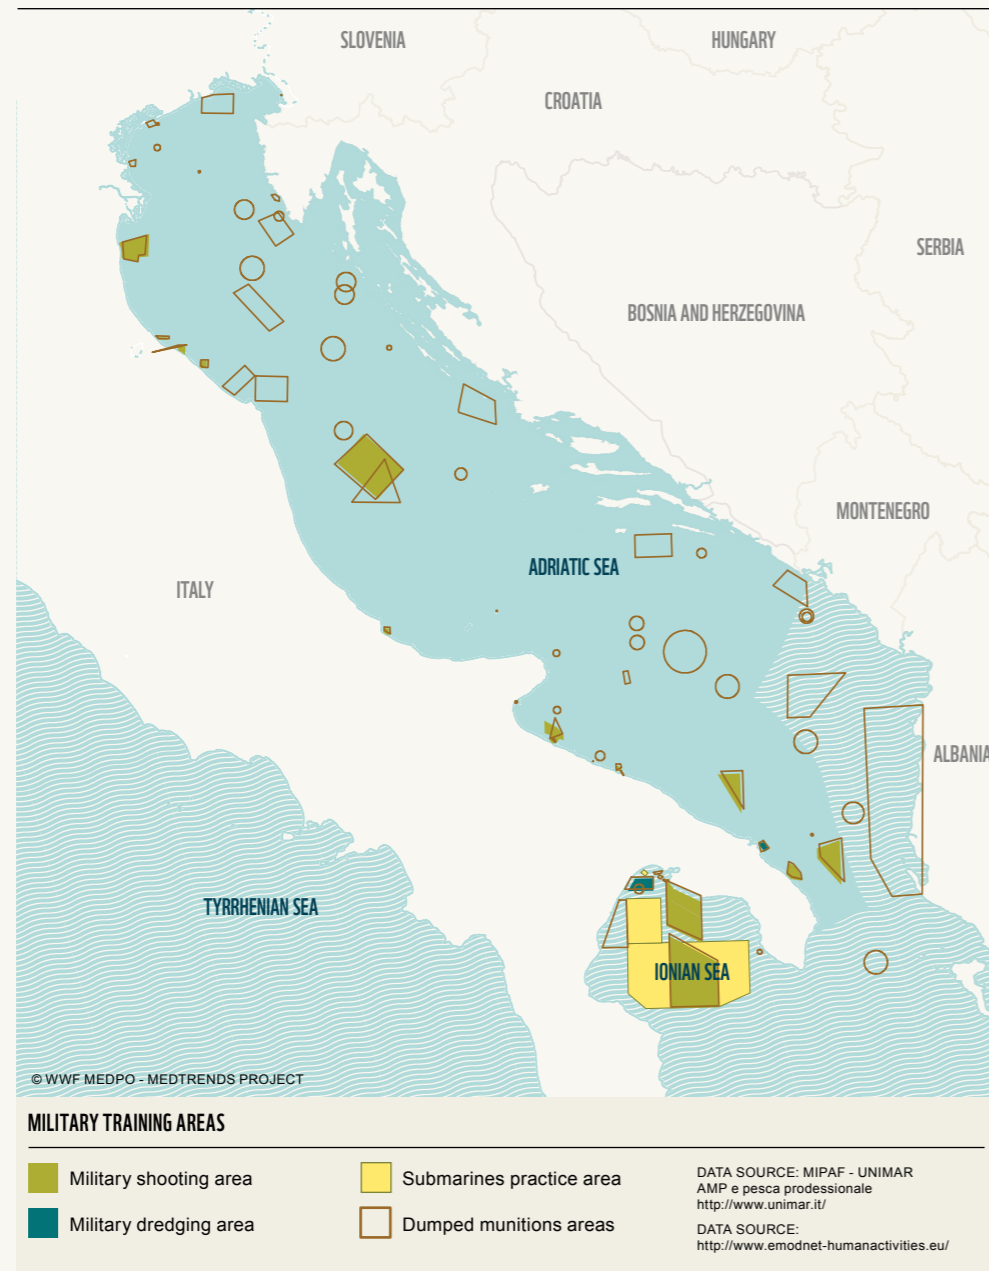 SLOVENIA
HUNGARY
CROATIA
SERBIA
BOSNIA AND HERZEGOVINA
MONTENEGRO
ADRIATIC SEA
ITALY
ALBANIA
TYRRHENIAN SEA
IONIAN SEA
© WWF MEDPO - MEDTRENDS PROJECT
MILITARY TRAINING AREAS
Military shooting area
Military dredging area
Submarines practice area
Dumped munitions areas
DATA SOURCE: MIPAF - UNIMAR
AMP e pesca prodessionale
http://www.unimar.it/
DATA SOURCE:
http://www.emodnet-humanactivities.eu/